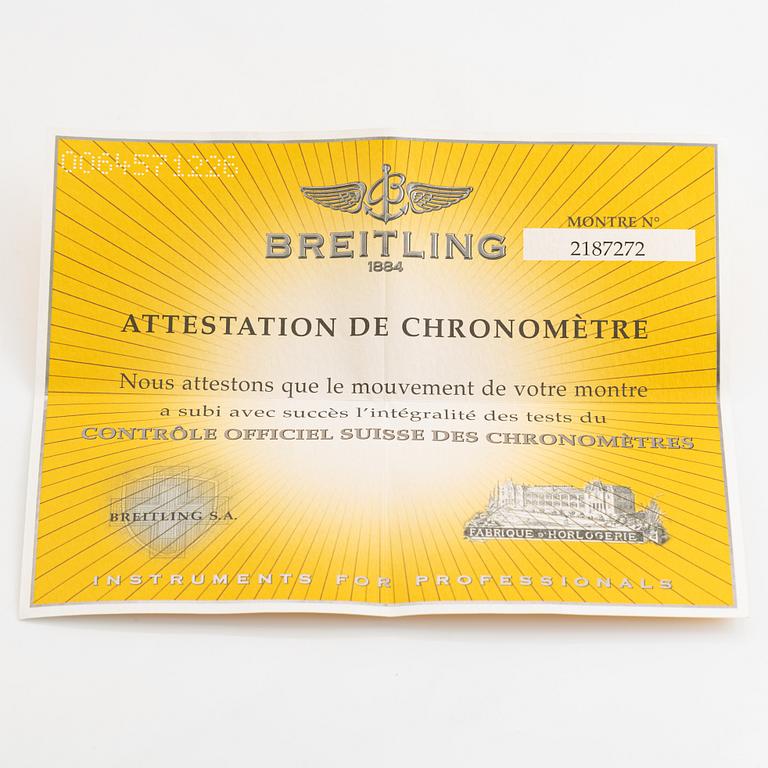 0064571226
MONTRE N°
2187272
B
BREITLING
1884
ATTESTATION DE CHRONOMÈTRE
Nous attestons que le mouvement de votre montre
a subi avec succès l'intégralité des tests du
CONTRÔLE OFFICIEL SUISSE DES CHRONOMÈTRES
BREITLING S.A.
FABRIQUE D'HORLOGERIE
INSTRUMENTS FOR PROFESSIONALS